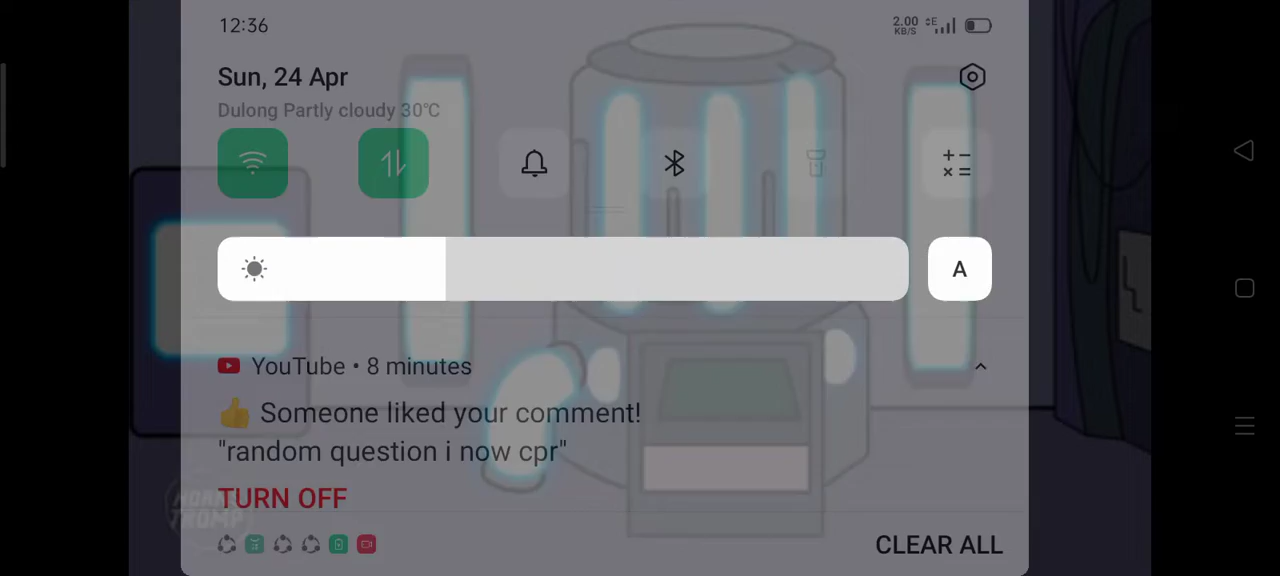 12:36
2.00 KB/S E
Sun, 24 Apr
Dulong Partly cloudy 30°C
A
YouTube • 8 minutes
👍 Someone liked your comment!
"random question i now cpr"
TURN OFF
CLEAR ALL